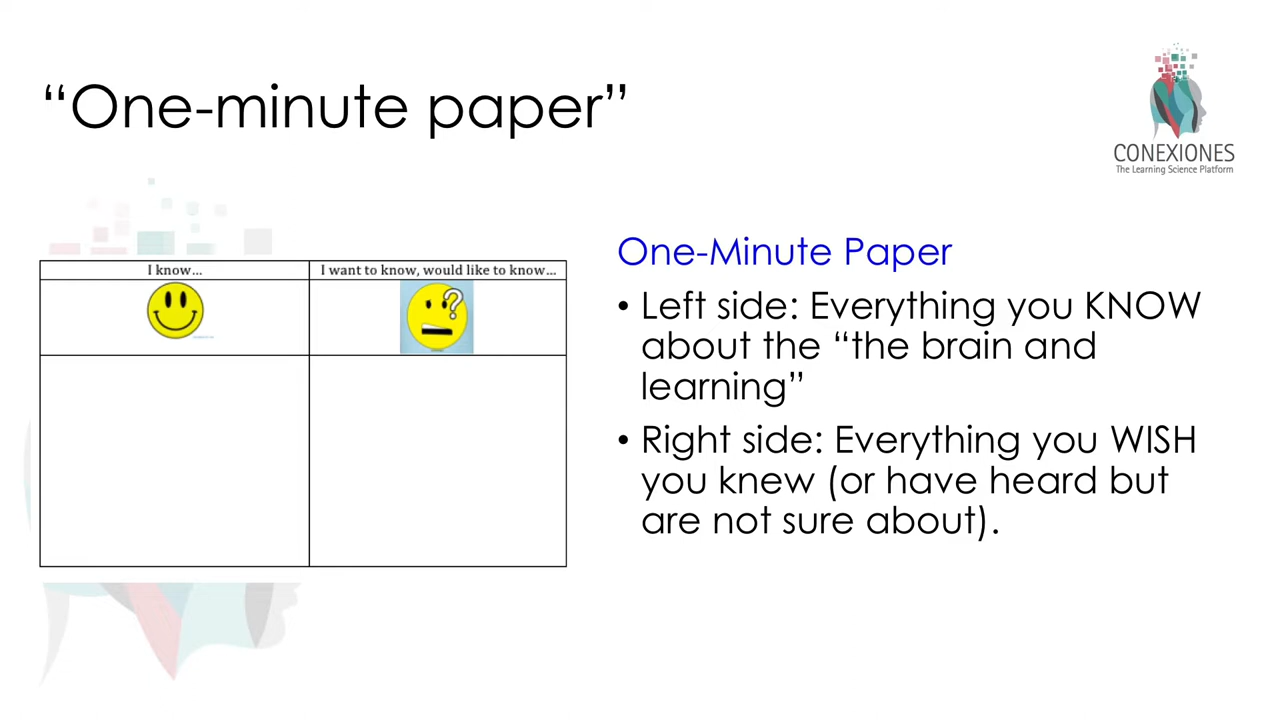 “One-minute paper”
CONEXIONES
The Learning Science Platform
I know...
I want to know, would like to know...
?
One-Minute Paper
• Left side: Everything you KNOW
about the “the brain and
learning”
• Right side: Everything you WISH
you knew (or have heard but
are not sure about).